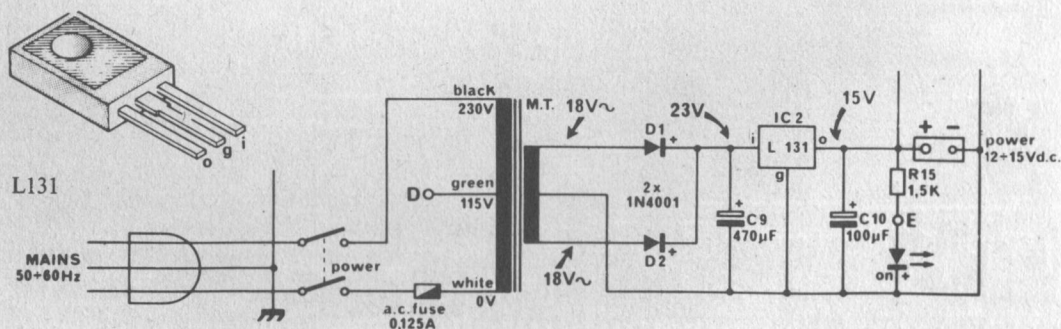 o g i
L131
MAINS
50÷60Hz
power
a.c. fuse
0,125A
black
230V
green
115V
D
white
0V
M.T.
18V~
18V~
D1
+
2x
1N4001
+
D2
23V
+
C9
470µF
IC 2
i L 131 o
g
15V
+
C10
100µF
+ -
power
12÷15Vd.c.
R15
1,5K
E
on +